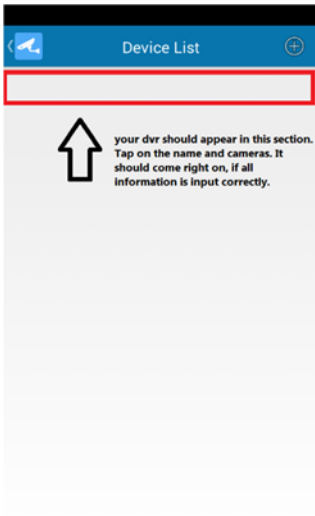 Device List
your dvr should appear in this section.
Tap on the name and cameras. It
should come right on, if all
information is input correctly.